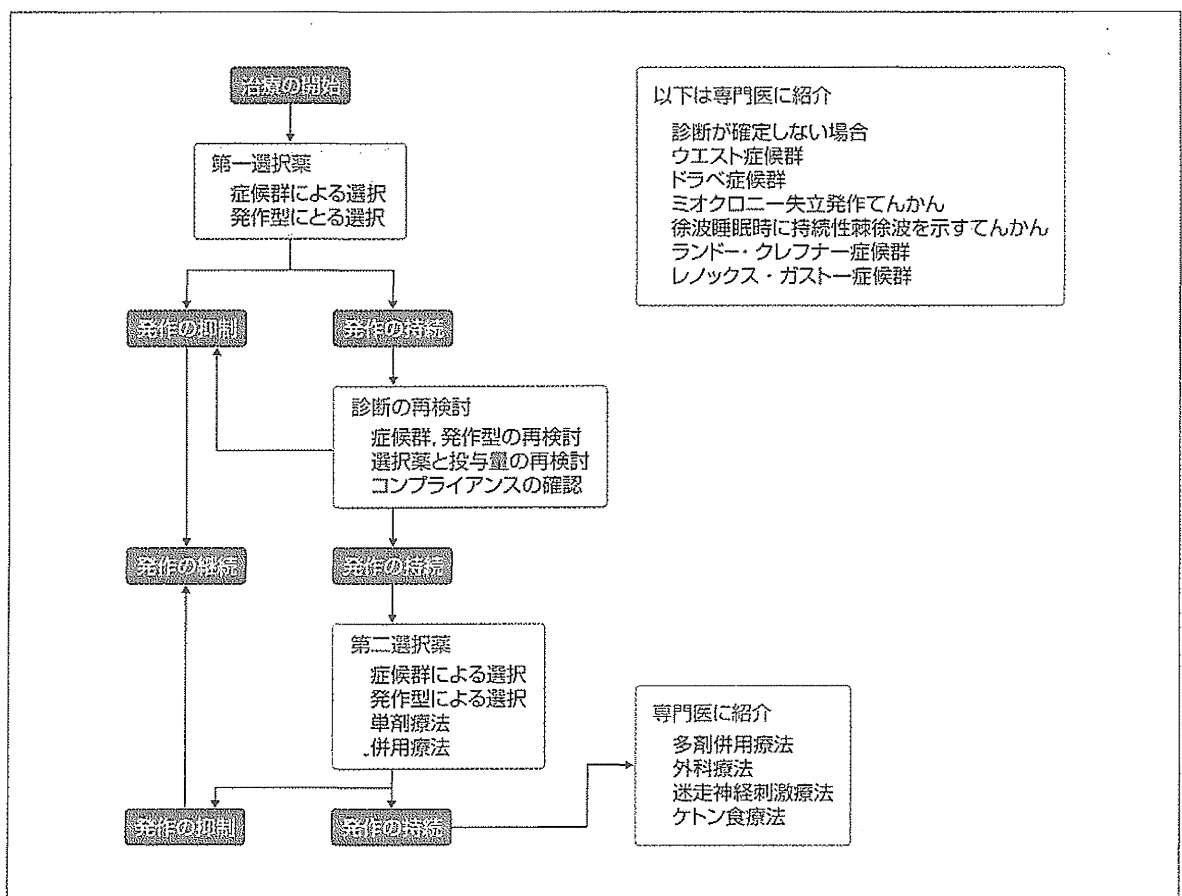 治療の開始
第一選択薬
症候群による選択
発作型にとる選択
発作の抑制
発作の持続
診断の再検討
症候群,発作型の再検討
選択薬と投与量の再検討
コンプライアンスの確認
発作の継続
発作の持続
第二選択薬
症候群による選択
発作型による選択
単剤療法
併用療法
発作の抑制
発作の持続
以下は専門医に紹介
診断が確定しない場合
ウエスト症候群
ドラベ症候群
ミオクロニー失立発作てんかん
徐波睡眠時に持続性棘徐波を示すてんかん
ランドー・クレフナー症候群
レノックス・ガストー症候群
専門医に紹介
多剤併用療法
外科療法
迷走神経刺激療法
ケトン食療法